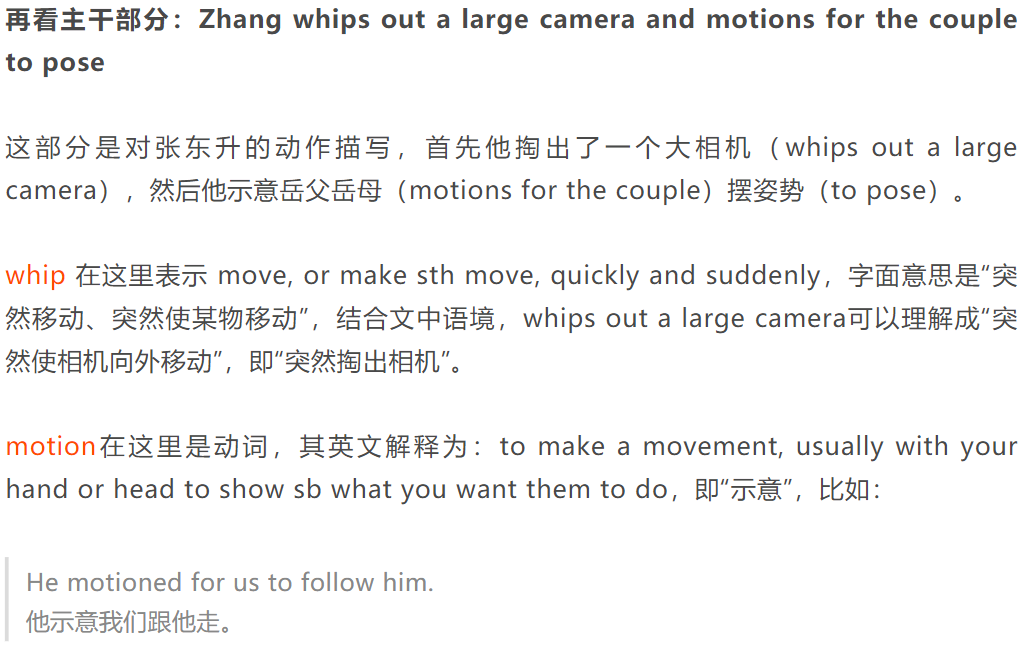 再看主干部分：Zhang whips out a large camera and motions for the couple
to pose
这部分是对张东升的动作描写，首先他掏出了一个大相机（whips out a large
camera），然后他示意岳父岳母（motions for the couple）摆姿势（to pose）。
whip 在这里表示 move, or make sth move, quickly and suddenly，字面意思是“突
然移动、突然使某物移动”，结合文中语境，whips out a large camera可以理解成“突
然使相机向外移动”，即“突然掏出相机”。
motion在这里是动词，其英文解释为：to make a movement, usually with your
hand or head to show sb what you want them to do，即“示意”，比如：
He motioned for us to follow him.
他示意我们跟他走。